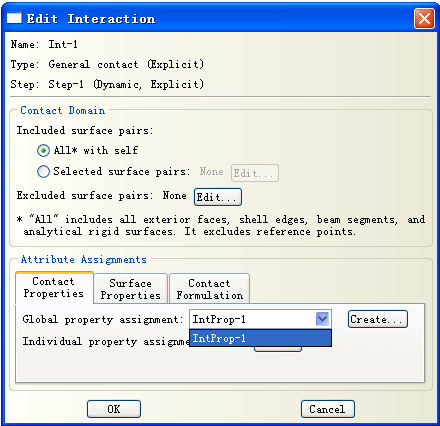 Edit Interaction
Name: Int-1
Type: General contact (Explicit)
Step: Step-1 (Dynamic, Explicit)
Contact Domain
Included surface pairs:
All* with self
Selected surface pairs: None Edit...
Excluded surface pairs: None Edit...
* "All" includes all exterior faces, shell edges, beam segments, and
analytical rigid surfaces. It excludes reference points.
Attribute Assignments
Contact Properties
Surface Properties
Contact Formulation
Global property assignment: IntProp-1 Create...
IntProp-1
Individual property assignme
OK Cancel